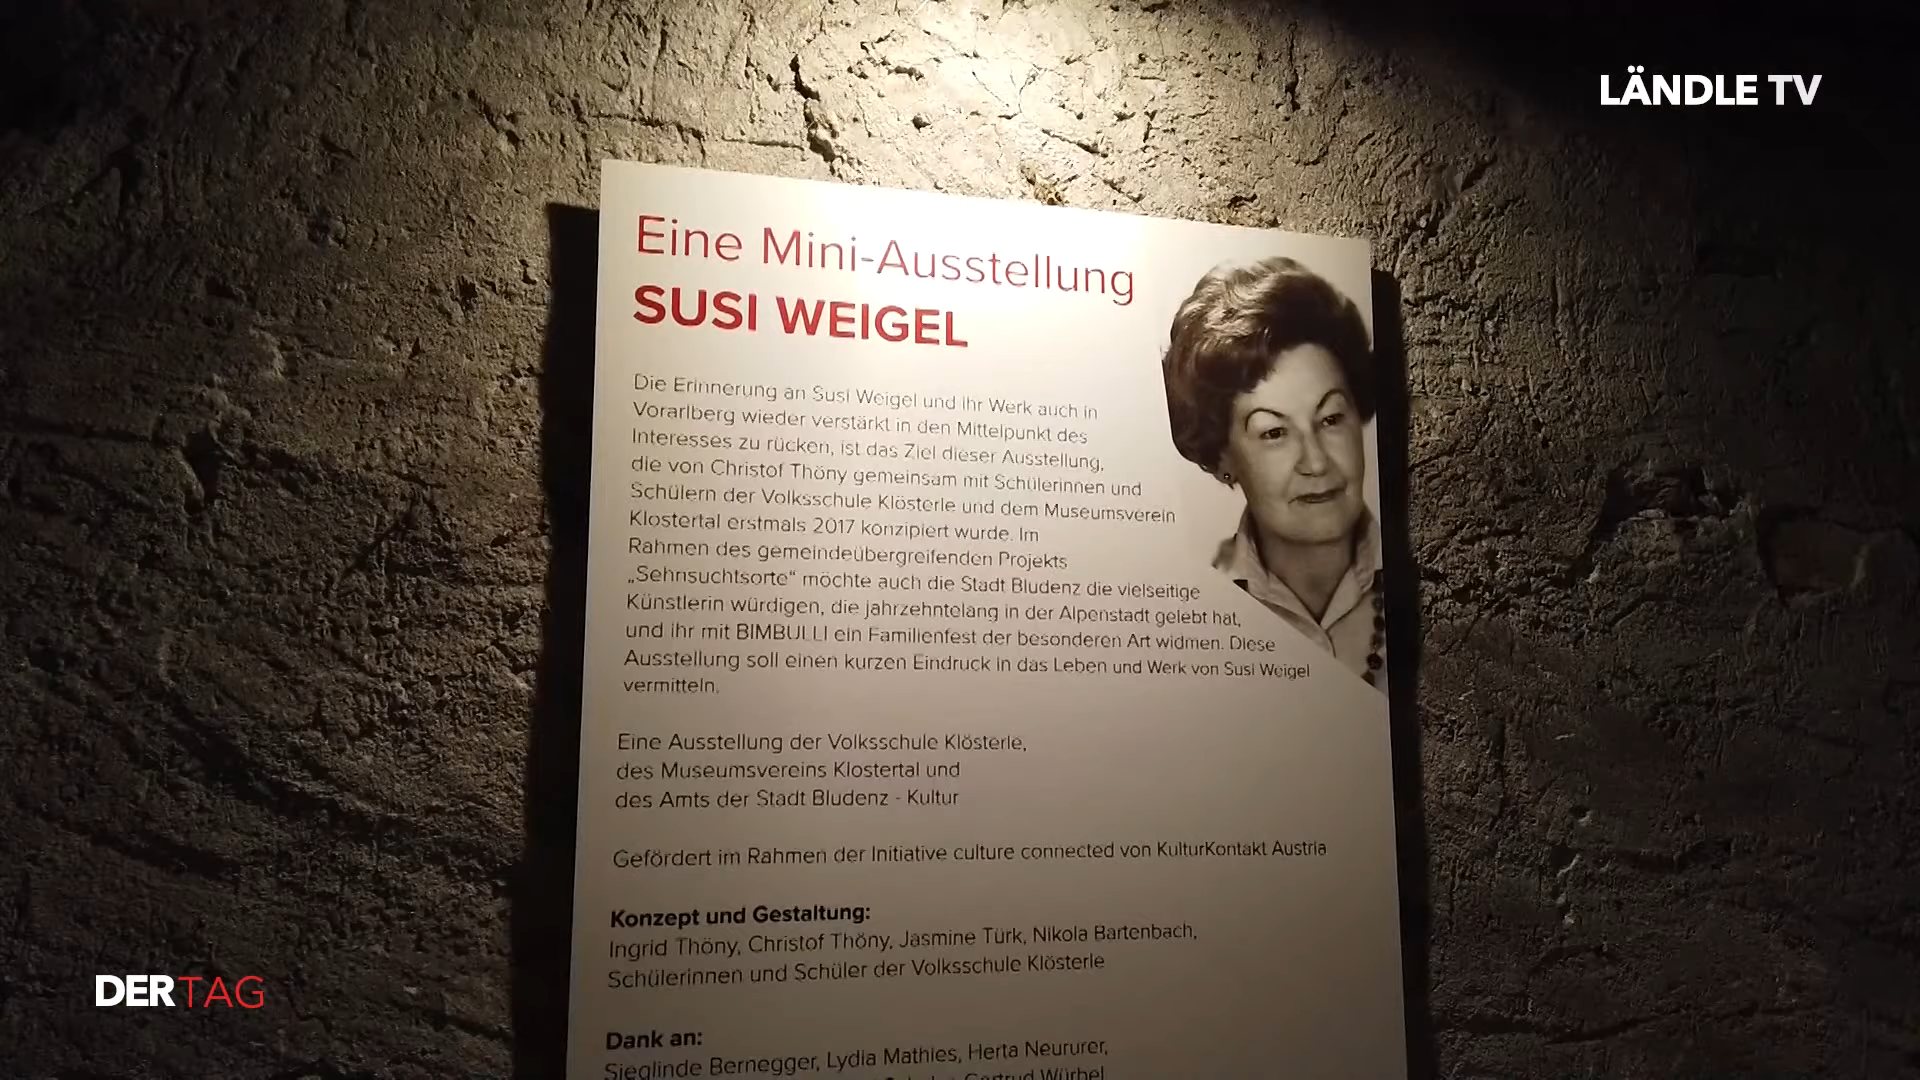 LÄNDLE TV
Eine Mini-Ausstellung
SUSI WEIGEL
Die Erinnerung an Susi Weigel und ihr Werk auch in
Vorarlberg wieder verstärkt in den Mittelpunkt des
Interesses zu rücken, ist das Ziel dieser Ausstellung,
die von Christof Thöny gemeinsam mit Schülerinnen und
Schülern der Volksschule Klösterle und dem Museumsverein
Klostertal erstmals 2017 konzipiert wurde. Im
Rahmen des gemeindeübergreifenden Projekts
„Sehnsuchtsorte“ möchte auch die Stadt Bludenz die vielseitige
Künstlerin würdigen, die jahrzehntelang in der Alpenstadt gelebt hat,
und ihr mit BIMBULLI ein Familienfest der besonderen Art widmen. Diese
Ausstellung soll einen kurzen Eindruck in das Leben und Werk von Susi Weigel
vermitteln.
Eine Ausstellung der Volksschule Klösterle,
des Museumsvereins Klostertal und
des Amts der Stadt Bludenz - Kultur
Gefördert im Rahmen der Initiative culture connected von KulturKontakt Austria
Konzept und Gestaltung:
Ingrid Thöny, Christof Thöny, Jasmine Türk, Nikola Bartenbach,
Schülerinnen und Schüler der Volksschule Klösterle
DERTAG
Dank an:
Sieglinde Bernegger, Lydia Mathies, Herta Neururer,
Gertrud Würbel